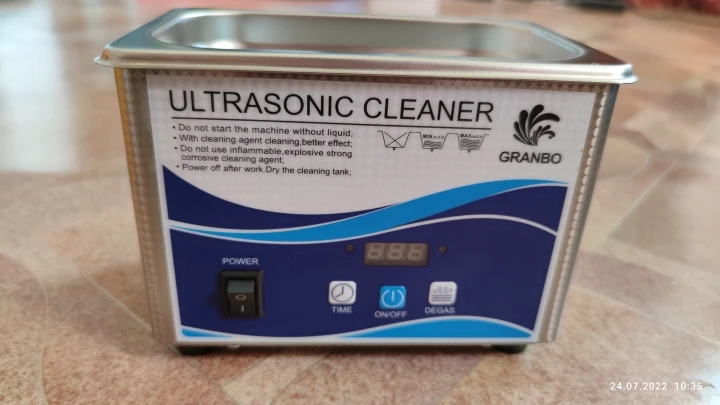 ULTRASONIC CLEANER
• Do not start the machine without liquid;
• With cleaning agent cleaning,better effect;
• Do not use inflammable,explosive strong
corrosive cleaning agent;
• Power off after work.Dry the cleaning tank;
MIN
MAX
GRANBO
POWER
TIME
ON/OFF
DEGAS
24.07.2022 10:35